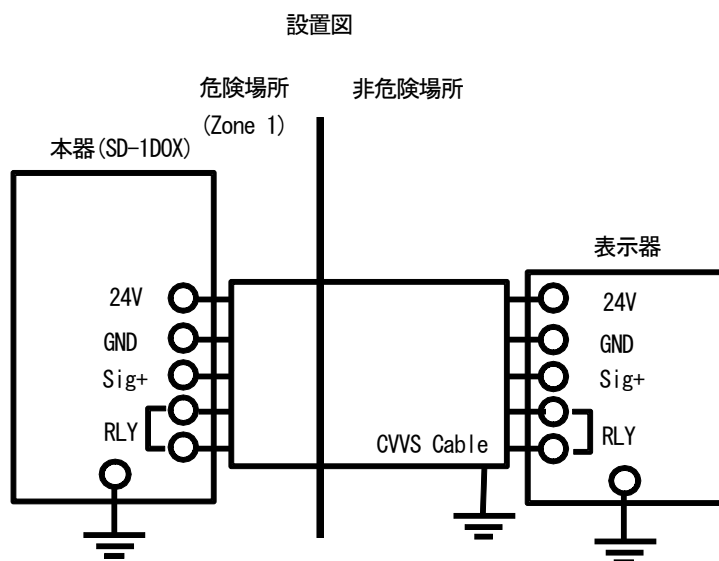 設置図
危険場所
(Zone 1)
非危険場所
本器(SD-1DOX)
表示器
24V
GND
Sig+
RLY
CVVS Cable
24V
GND
Sig+
RLY